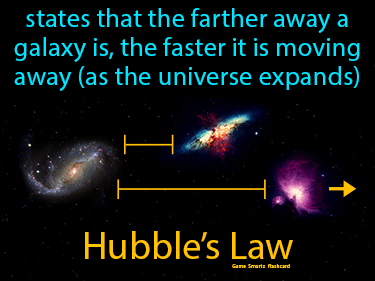 states that the farther away a
galaxy is, the faster it is moving
away (as the universe expands)
Hubble's Law
Game Smartz flashcard